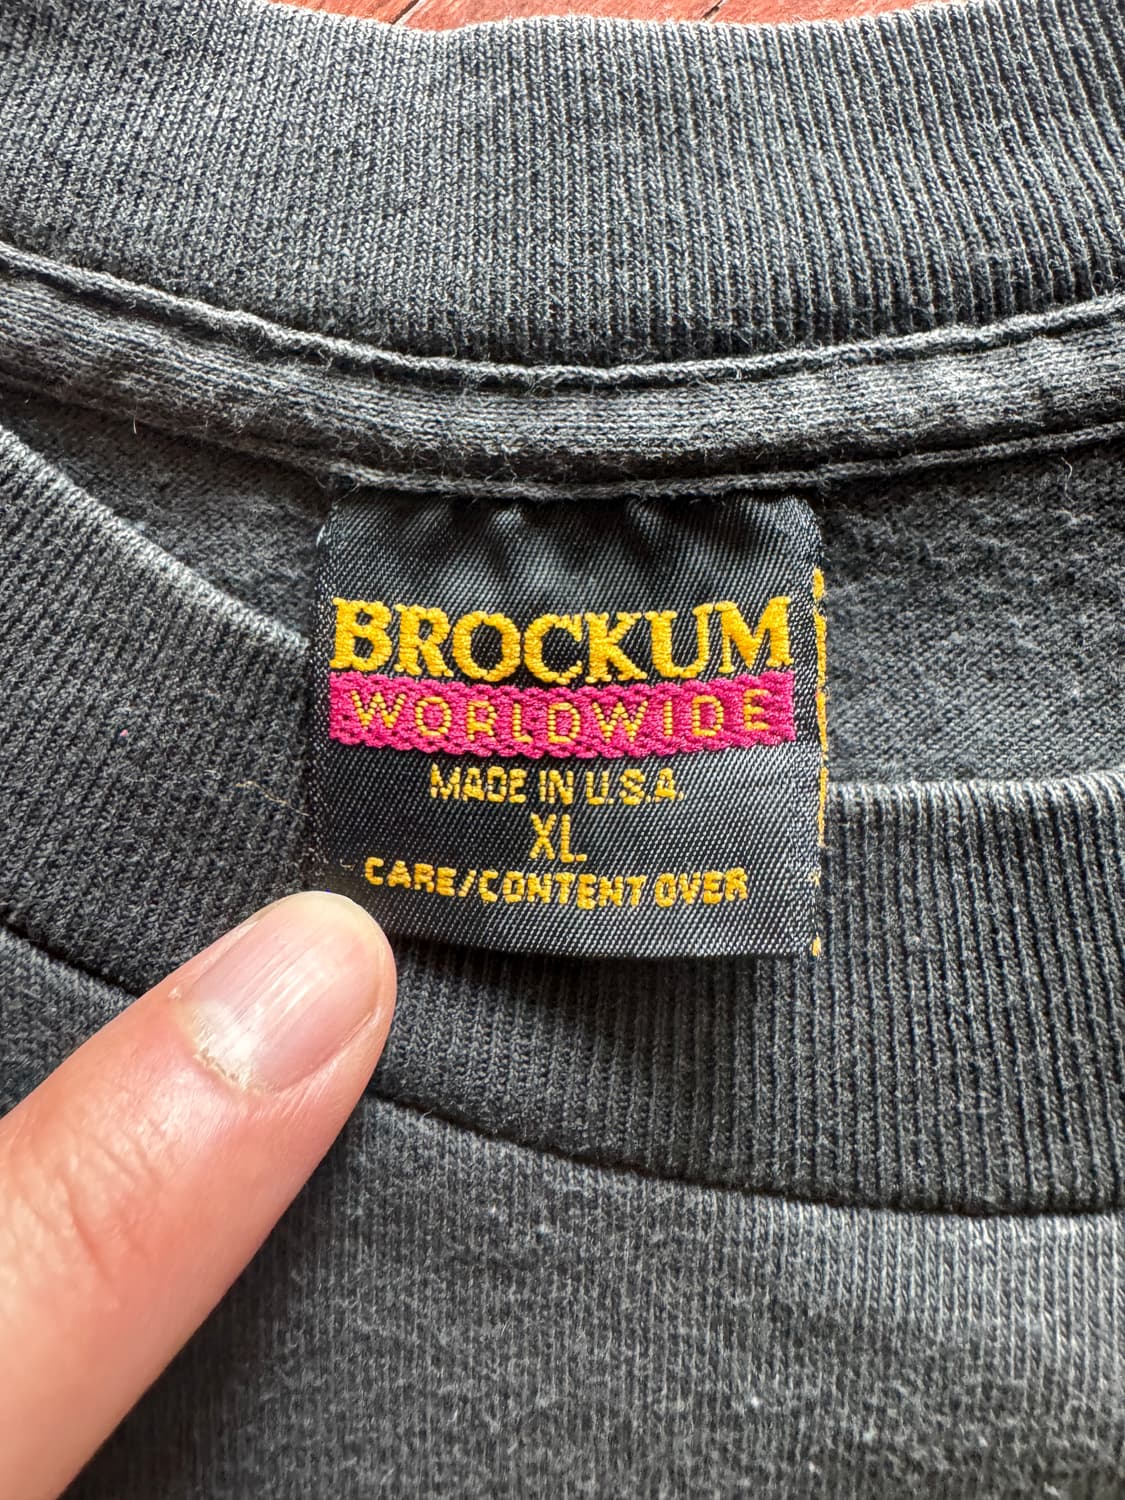 BROCKUM
WORLDWIDE
MADE IN U.S.A.
XL
CARE/CONTENT OVER